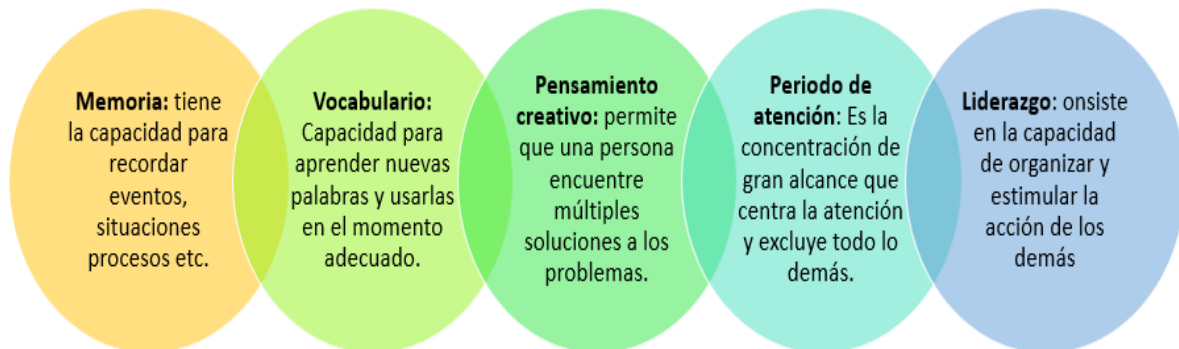 Memoria: tiene
la capacidad para
recordar
eventos,
situaciones
procesos etc.
Vocabulario:
Capacidad para
aprender nuevas
palabras y usarlas
en el momento
adecuado.
Pensamiento
creativo: permite
que una persona
encuentre
múltiples
soluciones a los
problemas.
Periodo de
atención: Es la
concentración de
gran alcance que
centra la atención
y excluye todo lo
demás.
Liderazgo: onsiste
en la capacidad
de organizar y
estimular la
acción de los
demás